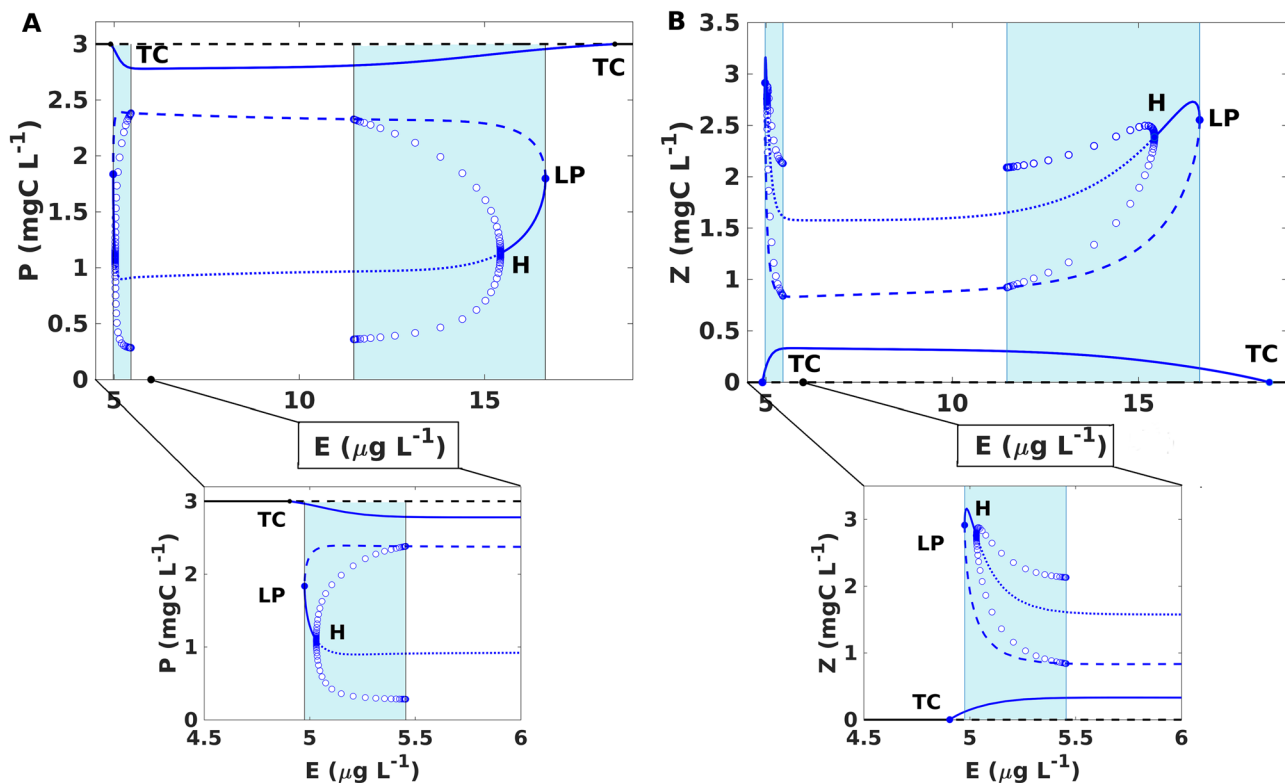 A
B
P (mgC L⁻¹)
3
2.5
2
1.5
1
0.5
0
TC
TC
LP
H
5
10
15
E (μg L⁻¹)
Z (mgC L⁻¹)
3.5
3
2.5
2
1.5
1
0.5
0
H
LP
TC
TC
5
10
15
E (μg L⁻¹)
P (mgC L⁻¹)
3
2
1
0
TC
LP
H
4.5
5
5.5
6
E (μg L⁻¹)
Z (mgC L⁻¹)
3
2
1
0
H
LP
TC
4.5
5
5.5
6
E (μg L⁻¹)